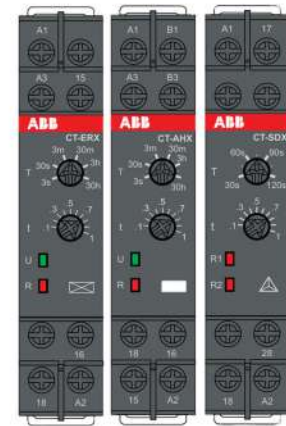 A1
A3 15
ABB
CT-ERX
3m 30m
30s 3h
T
3s 30h
.5
.3 .7
t .1 1
U
R
16
18 A2
A1 B1
A3 B3
ABB
CT-AHX
3m 30m
30s 3h
T
3s 30h
.5
.3 .7
t .1 1
U
R
18 16
15 A2
A1 17
ABB
CT-SDX
60s 90s
T
30s 120s
.5
.3 .7
t .1 1
R1
R2
28
18 A2